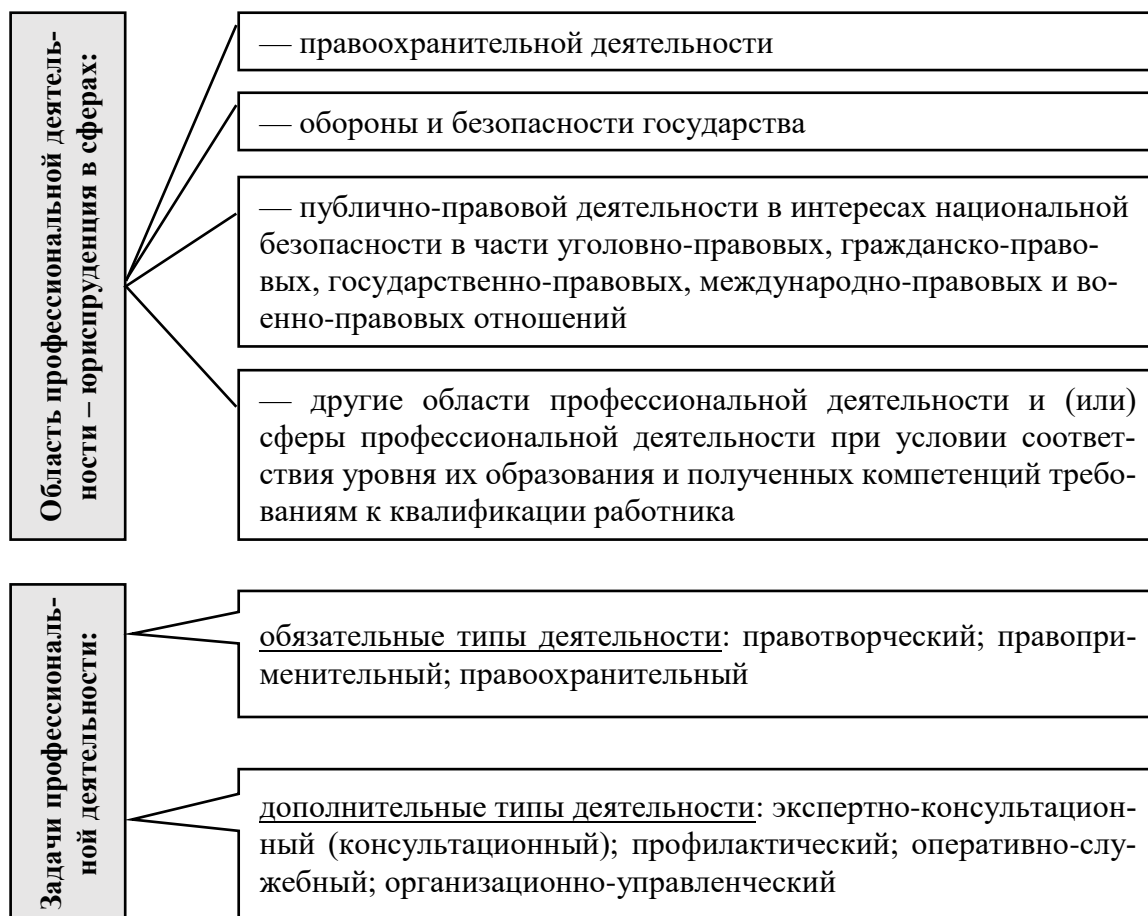 Область профессиональной деятель-
ности – юриспруденция в сферах:
— правоохранительной деятельности
— обороны и безопасности государства
— публично-правовой деятельности в интересах национальной
безопасности в части уголовно-правовых, гражданско-право-
вых, государственно-правовых, международно-правовых и во-
енно-правовых отношений
— другие области профессиональной деятельности и (или)
сферы профессиональной деятельности при условии соответ-
ствия уровня их образования и полученных компетенций требо-
ваниям к квалификации работника
Задачи профессиональ-
ной деятельности:
обязательные типы деятельности: правотворческий; правопри-
менительный; правоохранительный
дополнительные типы деятельности: экспертно-консультацион-
ный (консультационный); профилактический; оперативно-слу-
жебный; организационно-управленческий